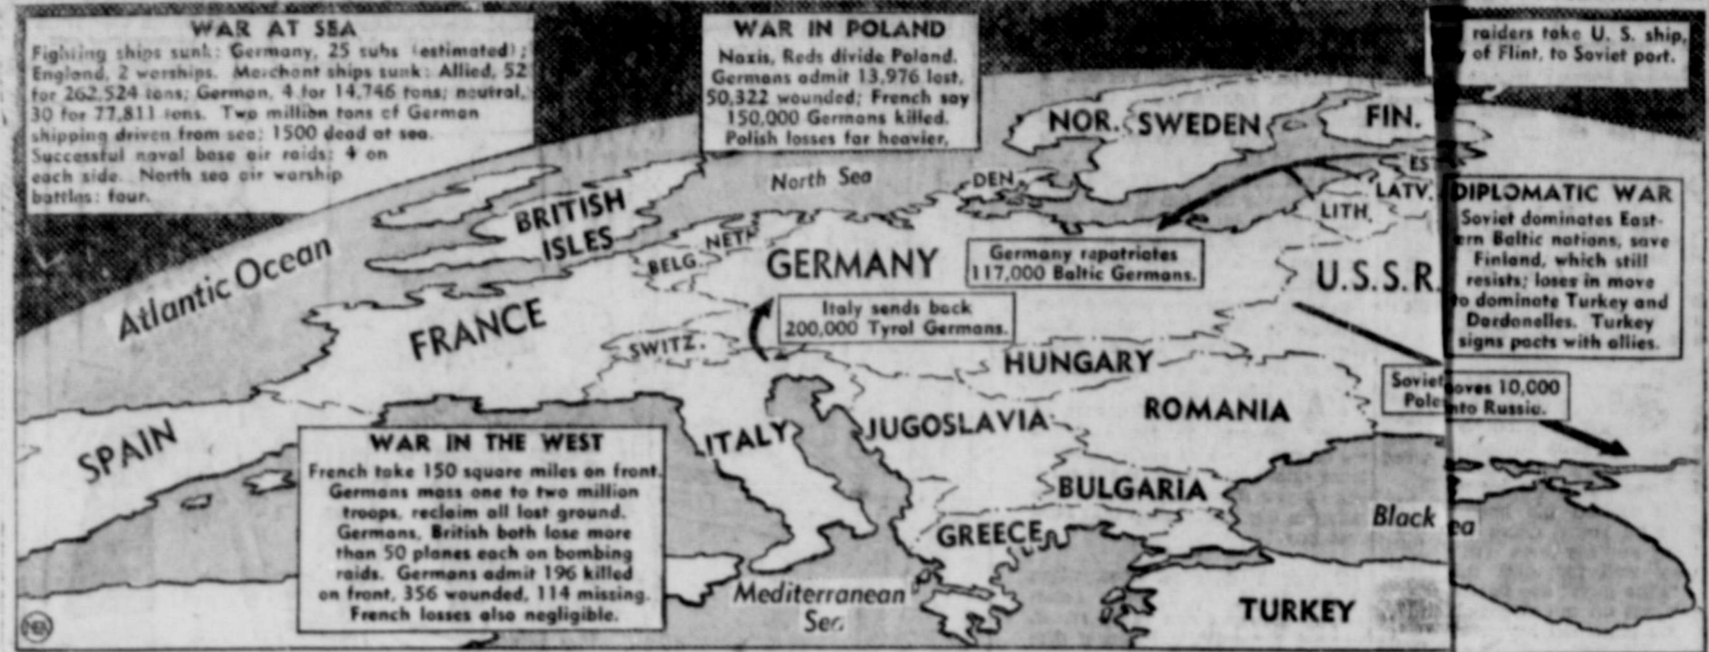 WAR AT SEA
Fighting ships sunk: Germany, 25 subs (estimated);
England, 2 warships. Merchant ships sunk: Allied, 52
for 262,524 tons; German, 4 for 14,746 tons; neutral,
30 for 77,811 tons. Two million tons of German
shipping driven from sea; 1500 dead at sea.
Successful naval base air raids: 4 on
each side. North sea air warship
battles: four.
WAR IN POLAND
Nazis, Reds divide Poland.
Germans admit 13,976 lost,
50,322 wounded; French say
150,000 Germans killed.
Polish losses far heavier.
raiders take U. S. ship,
of Flint, to Soviet port.
NOR.
SWEDEN
FIN.
North Sea
DEN.
EST
LATV.
LITH.
BRITISH
ISLES
NETH
BELG.
GERMANY
Germany rapatriates
117,000 Baltic Germans.
U.S.S.R.
DIPLOMATIC WAR
Soviet dominates East-
ern Baltic nations, save
Finland, which still
resists; loses in move
to dominate Turkey and
Dardanelles. Turkey
signs pacts with allies.
Atlantic Ocean
FRANCE
SWITZ.
Italy sends back
200,000 Tyrol Germans.
HUNGARY
Soviet moves 10,000
Poles into Russia.
SPAIN
ITALY
JUGOSLAVIA
ROMANIA
WAR IN THE WEST
French take 150 square miles on front.
Germans mass one to two million
troops, reclaim all lost ground.
Germans, British both lose more
than 50 planes each on bombing
raids. Germans admit 196 killed
on front, 356 wounded, 114 missing.
French losses also negligible.
BULGARIA
GREECE
Black ea
Mediterranean
Sea
TURKEY
NEA